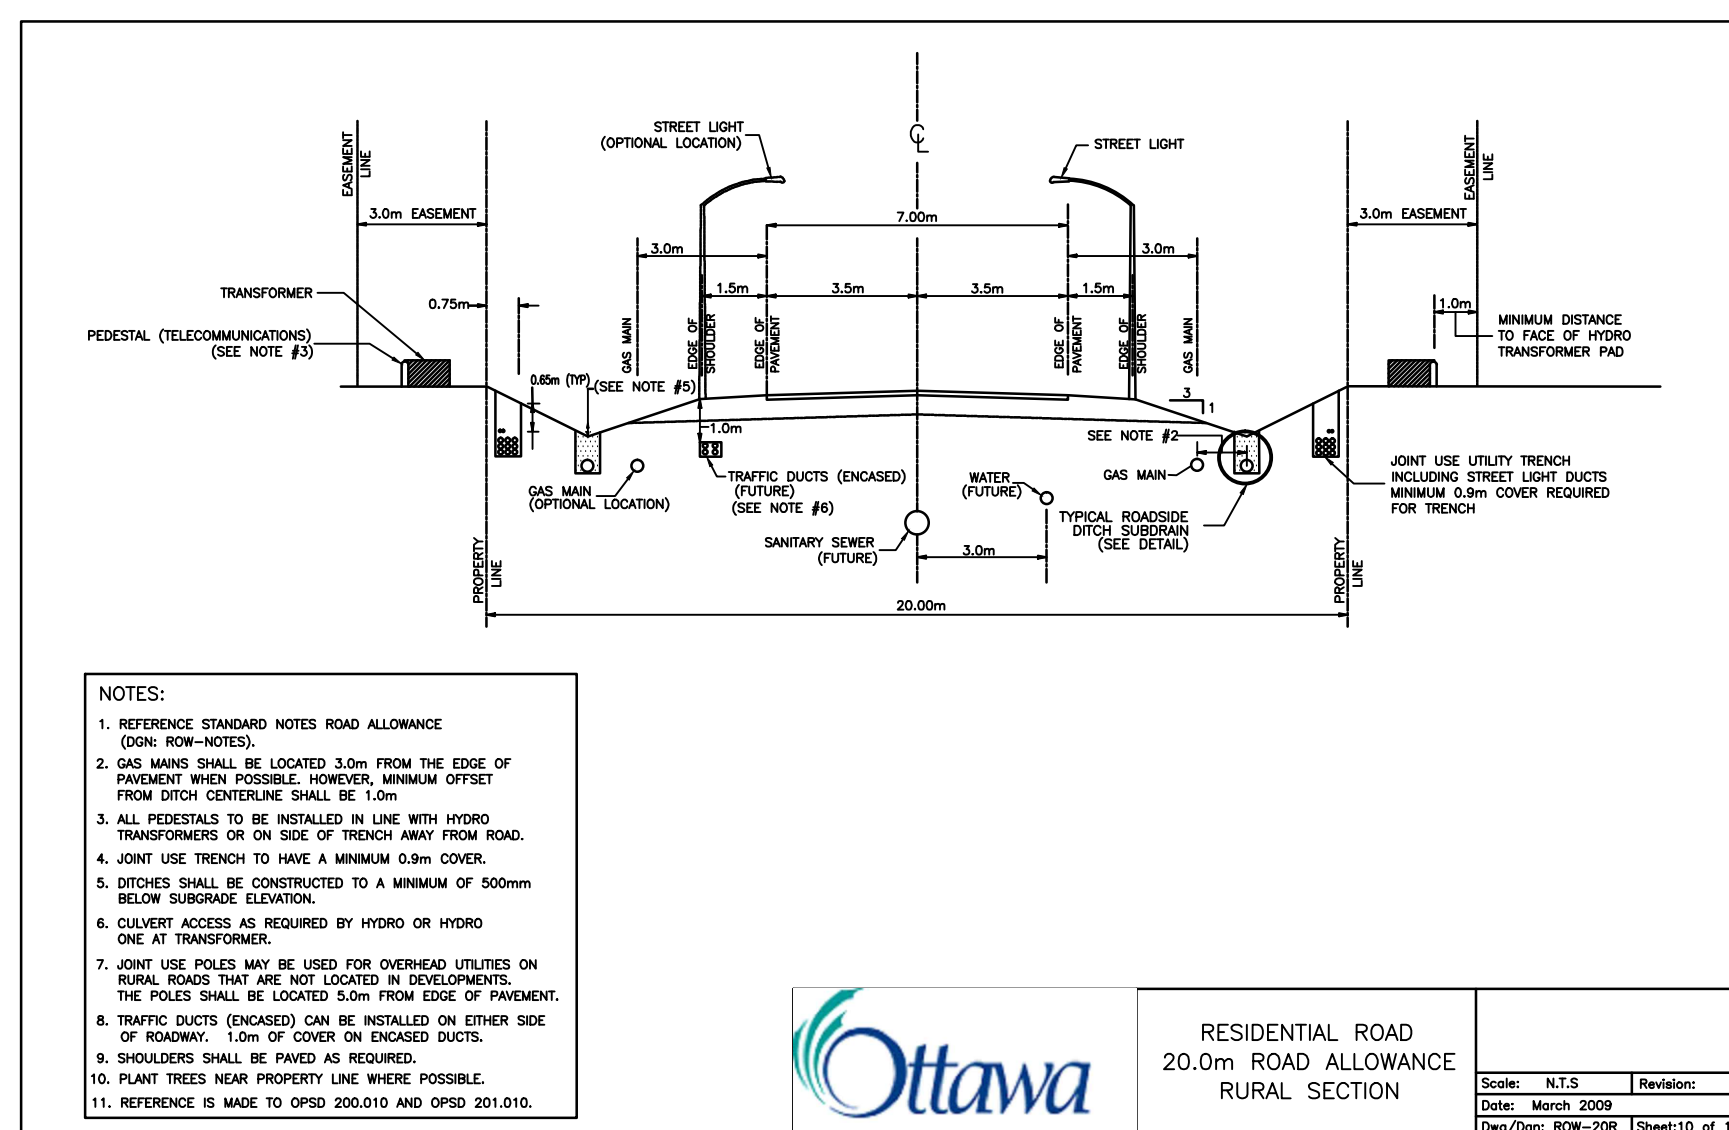 STREET LIGHT
(OPTIONAL LOCATION)
CL
STREET LIGHT
EASEMENT
LINE
EASEMENT
LINE
3.0m EASEMENT
7.00m
3.0m EASEMENT
3.0m
3.0m
TRANSFORMER
0.75m
1.5m
3.5m
3.5m
1.5m
1.0m
PEDESTAL (TELECOMMUNICATIONS)
(SEE NOTE #3)
GAS MAIN
EDGE OF
SHOULDER
EDGE OF
PAVEMENT
EDGE OF
PAVEMENT
EDGE OF
SHOULDER
GAS MAIN
MINIMUM DISTANCE
TO FACE OF HYDRO
TRANSFORMER PAD
0.65m (TYP)
(SEE NOTE #5)
3
1
1.0m
SEE NOTE #2
GAS MAIN
(OPTIONAL LOCATION)
TRAFFIC DUCTS (ENCASED)
(FUTURE)
(SEE NOTE #6)
WATER
(FUTURE)
GAS MAIN
JOINT USE UTILITY TRENCH
INCLUDING STREET LIGHT DUCTS
MINIMUM 0.9m COVER REQUIRED
FOR TRENCH
SANITARY SEWER
(FUTURE)
TYPICAL ROADSIDE
DITCH SUBDRAIN
(SEE DETAIL)
3.0m
PROPERTY
LINE
PROPERTY
LINE
20.00m
NOTES:
1. REFERENCE STANDARD NOTES ROAD ALLOWANCE
(DGN: ROW-NOTES).
2. GAS MAINS SHALL BE LOCATED 3.0m FROM THE EDGE OF
PAVEMENT WHEN POSSIBLE. HOWEVER, MINIMUM OFFSET
FROM DITCH CENTERLINE SHALL BE 1.0m
3. ALL PEDESTALS TO BE INSTALLED IN LINE WITH HYDRO
TRANSFORMERS OR ON SIDE OF TRENCH AWAY FROM ROAD.
4. JOINT USE TRENCH TO HAVE A MINIMUM 0.9m COVER.
5. DITCHES SHALL BE CONSTRUCTED TO A MINIMUM OF 500mm
BELOW SUBGRADE ELEVATION.
6. CULVERT ACCESS AS REQUIRED BY HYDRO OR HYDRO
ONE AT TRANSFORMER.
7. JOINT USE POLES MAY BE USED FOR OVERHEAD UTILITIES ON
RURAL ROADS THAT ARE NOT LOCATED IN DEVELOPMENTS.
THE POLES SHALL BE LOCATED 5.0m FROM EDGE OF PAVEMENT.
8. TRAFFIC DUCTS (ENCASED) CAN BE INSTALLED ON EITHER SIDE
OF ROADWAY. 1.0m OF COVER ON ENCASED DUCTS.
9. SHOULDERS SHALL BE PAVED AS REQUIRED.
10. PLANT TREES NEAR PROPERTY LINE WHERE POSSIBLE.
11. REFERENCE IS MADE TO OPSD 200.010 AND OPSD 201.010.
Ottawa
RESIDENTIAL ROAD
20.0m ROAD ALLOWANCE
RURAL SECTION
Scale: N.T.S
Revision:
Date: March 2009
Dwg/Dgn: ROW-20R
Sheet:10 of 1